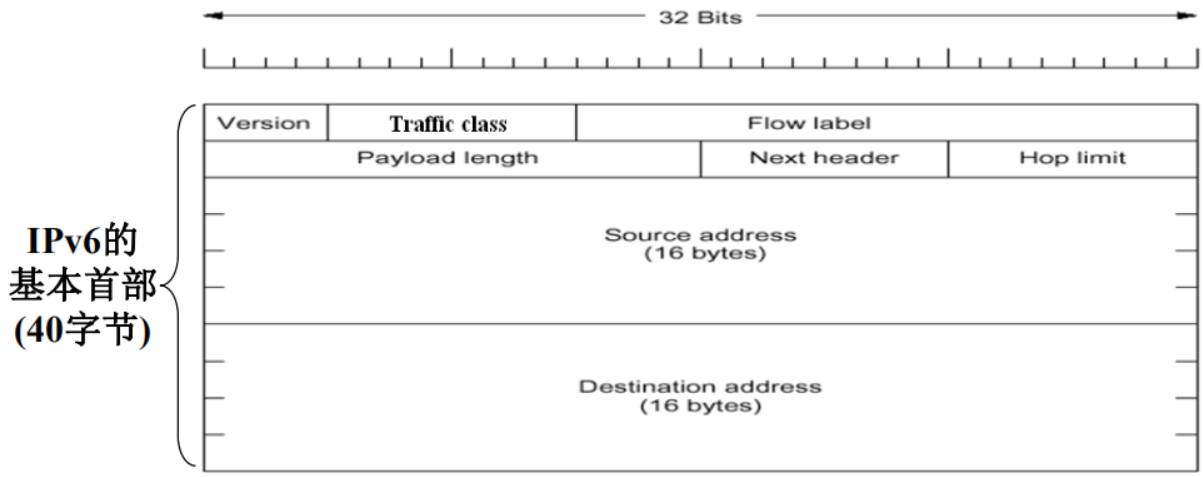 32 Bits
Version Traffic class Flow label
Payload length Next header Hop limit
IPv6的
基本首部
(40字节)
Source address
(16 bytes)
Destination address
(16 bytes)